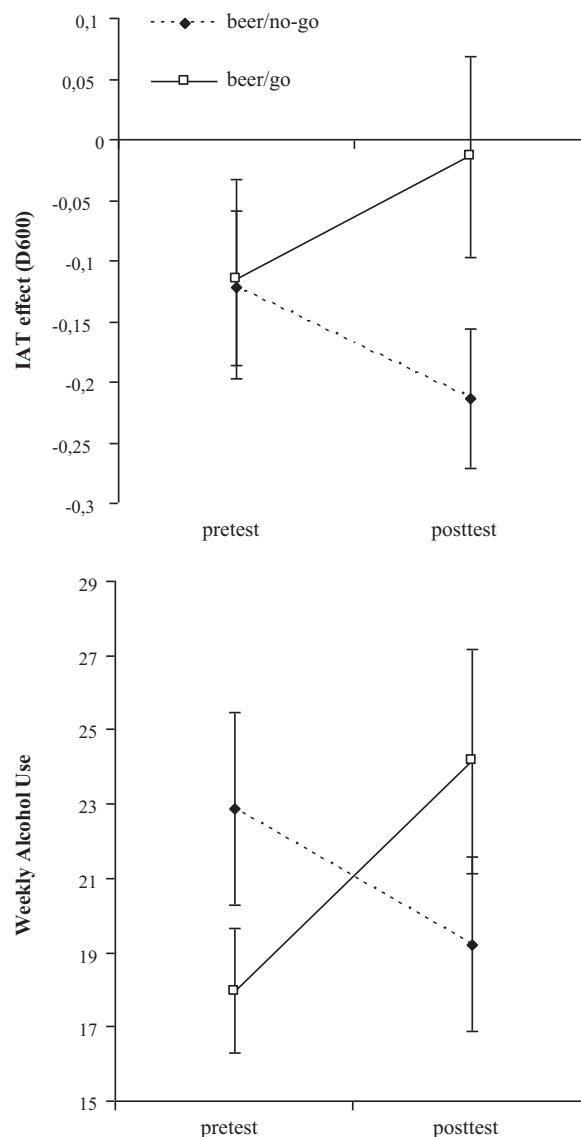 0,1
beer/no-go
0,05
beer/go
0
-0,05
-0,1
-0,15
-0,2
-0,25
-0,3
IAT effect (D600)
pretest
posttest
29
27
25
23
21
19
17
15
Weekly Alcohol Use
pretest
posttest